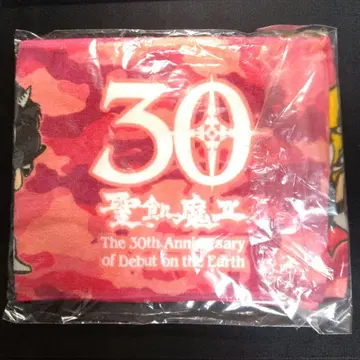 30
聖飢魔Ⅱ
The 30th Anniversary
of Debut on the Earth